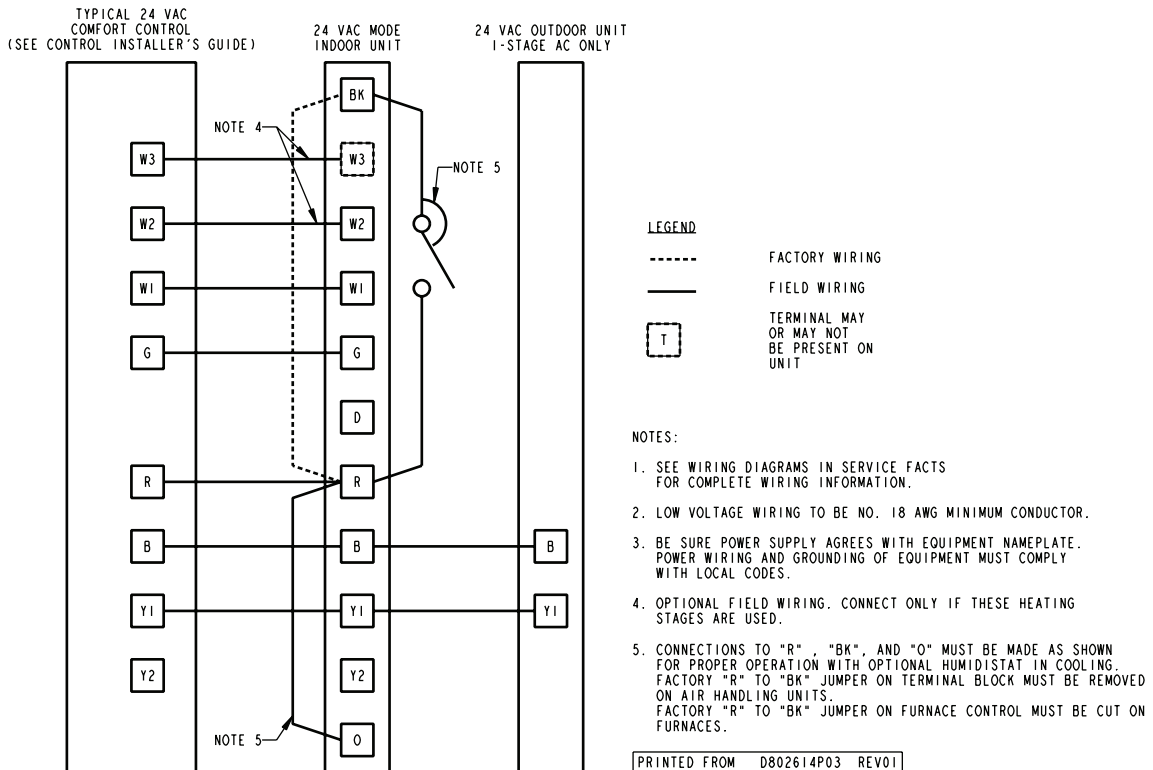 TYPICAL 24 VAC
COMFORT CONTROL
(SEE CONTROL INSTALLER'S GUIDE)
24 VAC MODE
INDOOR UNIT
24 VAC OUTDOOR UNIT
1-STAGE AC ONLY
BK
NOTE 4
W3
W3
NOTE 5
W2
W2
W1
W1
G
G
D
R
R
B
B
B
Y1
Y1
Y1
Y2
Y2
NOTE 5
O
LEGEND
FACTORY WIRING
FIELD WIRING
T
TERMINAL MAY
OR MAY NOT
BE PRESENT ON
UNIT
NOTES:
1. SEE WIRING DIAGRAMS IN SERVICE FACTS
FOR COMPLETE WIRING INFORMATION.
2. LOW VOLTAGE WIRING TO BE NO. 18 AWG MINIMUM CONDUCTOR.
3. BE SURE POWER SUPPLY AGREES WITH EQUIPMENT NAMEPLATE.
POWER WIRING AND GROUNDING OF EQUIPMENT MUST COMPLY
WITH LOCAL CODES.
4. OPTIONAL FIELD WIRING. CONNECT ONLY IF THESE HEATING
STAGES ARE USED.
5. CONNECTIONS TO "R" , "BK", AND "O" MUST BE MADE AS SHOWN
FOR PROPER OPERATION WITH OPTIONAL HUMIDISTAT IN COOLING.
FACTORY "R" TO "BK" JUMPER ON TERMINAL BLOCK MUST BE REMOVED
ON AIR HANDLING UNITS.
FACTORY "R" TO "BK" JUMPER ON FURNACE CONTROL MUST BE CUT ON
FURNACES.
PRINTED FROM D802614P03 REV01